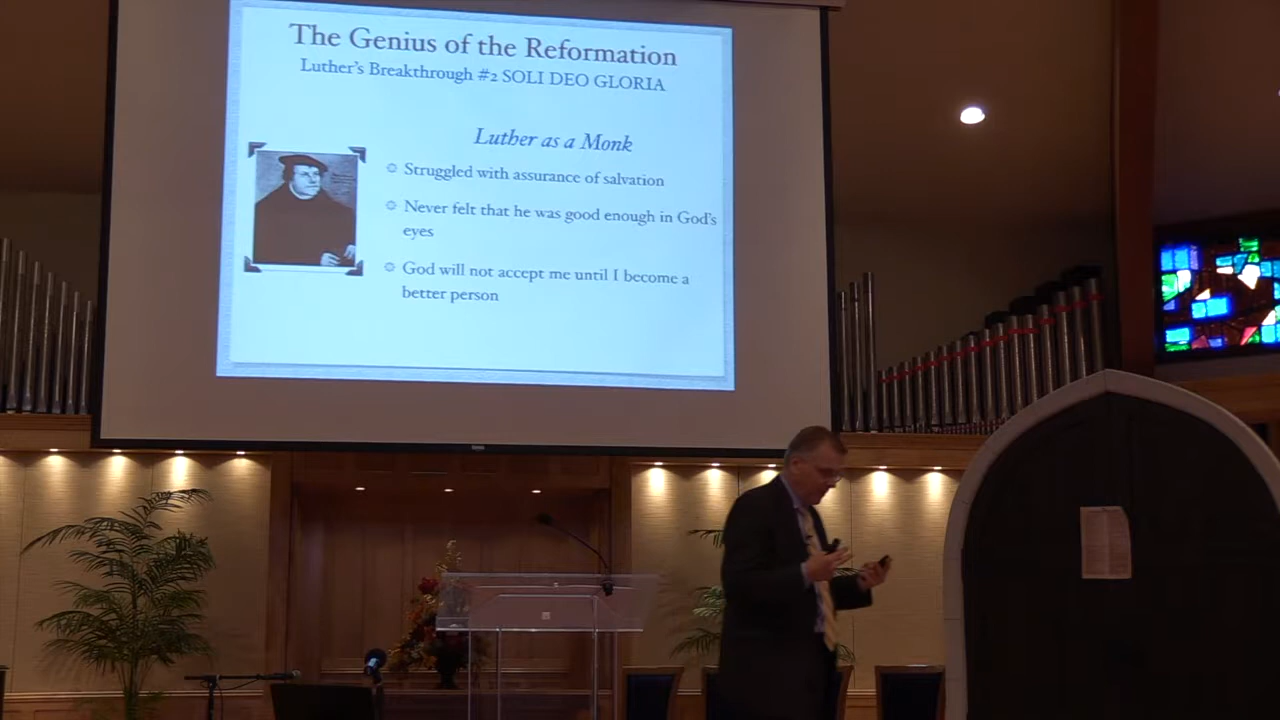 The Genius of the Reformation
Luther's Breakthrough #2 SOLI DEO GLORIA
Luther as a Monk
Struggled with assurance of salvation
Never felt that he was good enough in God's
eyes
God will not accept me until I become a
better person